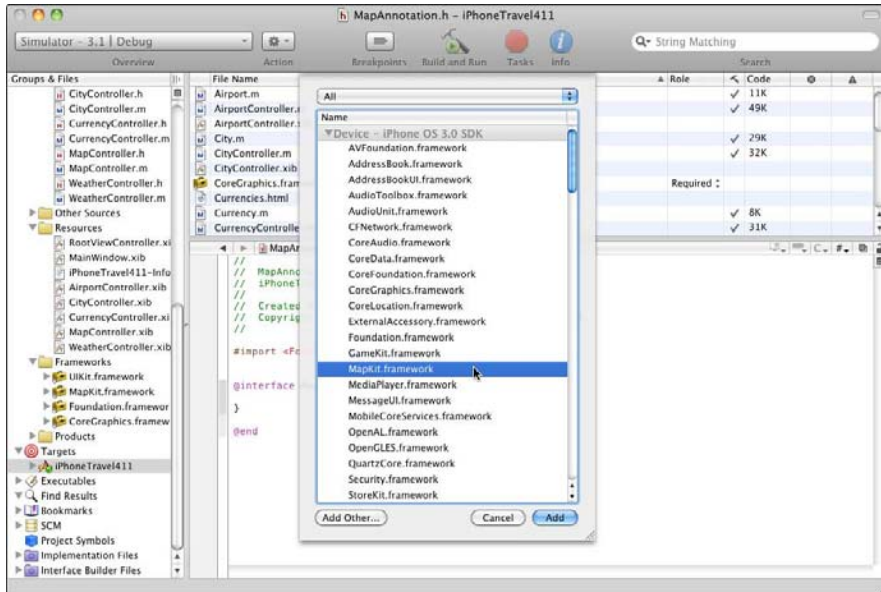 MapAnnotation.h – iPhoneTravel411
Simulator – 3.1 | Debug
String Matching
Overview
Action
Breakpoints
Build and Run
Tasks
Info
Search
Groups & Files
CityController.h
CityController.m
CurrencyController.h
CurrencyController.m
MapController.h
MapController.m
WeatherController.h
WeatherController.m
Other Sources
Resources
RootViewController.xi
MainWindow.xib
iPhoneTravel411-Info
AirportController.xib
CityController.xib
CurrencyController.xi
MapController.xib
WeatherController.xib
Frameworks
UIKit.framework
MapKit.framework
Foundation.framewor
CoreGraphics.framew
Products
Targets
iPhoneTravel411
Executables
Find Results
Bookmarks
SCM
Project Symbols
Implementation Files
Interface Builder Files
File Name
Role
Code
Airport.m
11K
AirportController.
49K
AirportController.
City.m
29K
CityController.m
32K
CityController.xib
CoreGraphics.fram
Required
Currencies.html
Currency.m
8K
CurrencyControlle
31K
MapAn
//
// MapAnno
// iPhoneT
//
// Created
// Copyrig
//
#import <Fo
@interface
}
@end
All
Name
Device – iPhone OS 3.0 SDK
AVFoundation.framework
AddressBook.framework
AddressBookUI.framework
AudioToolbox.framework
AudioUnit.framework
CFNetwork.framework
CoreAudio.framework
CoreData.framework
CoreFoundation.framework
CoreGraphics.framework
CoreLocation.framework
ExternalAccessory.framework
Foundation.framework
GameKit.framework
MapKit.framework
MediaPlayer.framework
MessageUI.framework
MobileCoreServices.framework
OpenAL.framework
OpenGLES.framework
QuartzCore.framework
Security.framework
StoreKit.framework
Add Other...
Cancel
Add